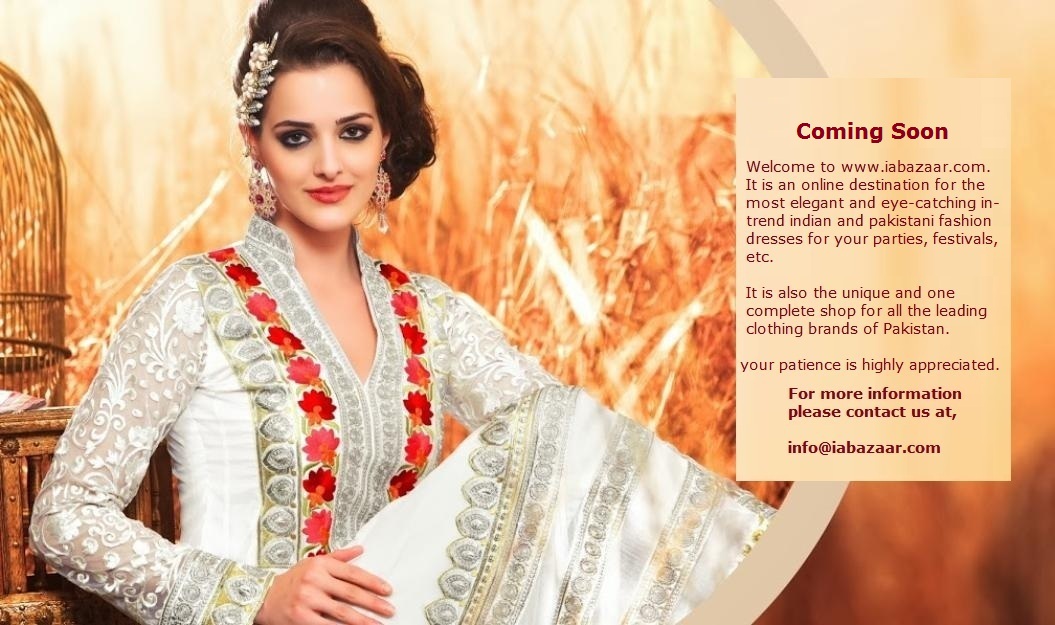 Coming Soon
Welcome to www.iabazaar.com.
It is an online destination for the
most elegant and eye-catching in-
trend indian and pakistani fashion
dresses for your parties, festivals,
etc.
It is also the unique and one
complete shop for all the leading
clothing brands of Pakistan.
your patience is highly appreciated.
For more information
please contact us at,
info@iabazaar.com